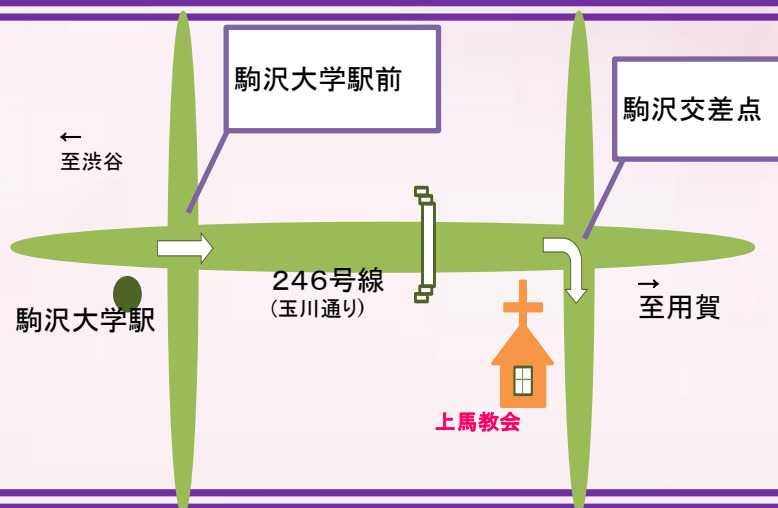 駒沢大学駅前
駒沢交差点
←
至渋谷
246号線
(玉川通り)
→
至用賀
駒沢大学駅
上馬教会